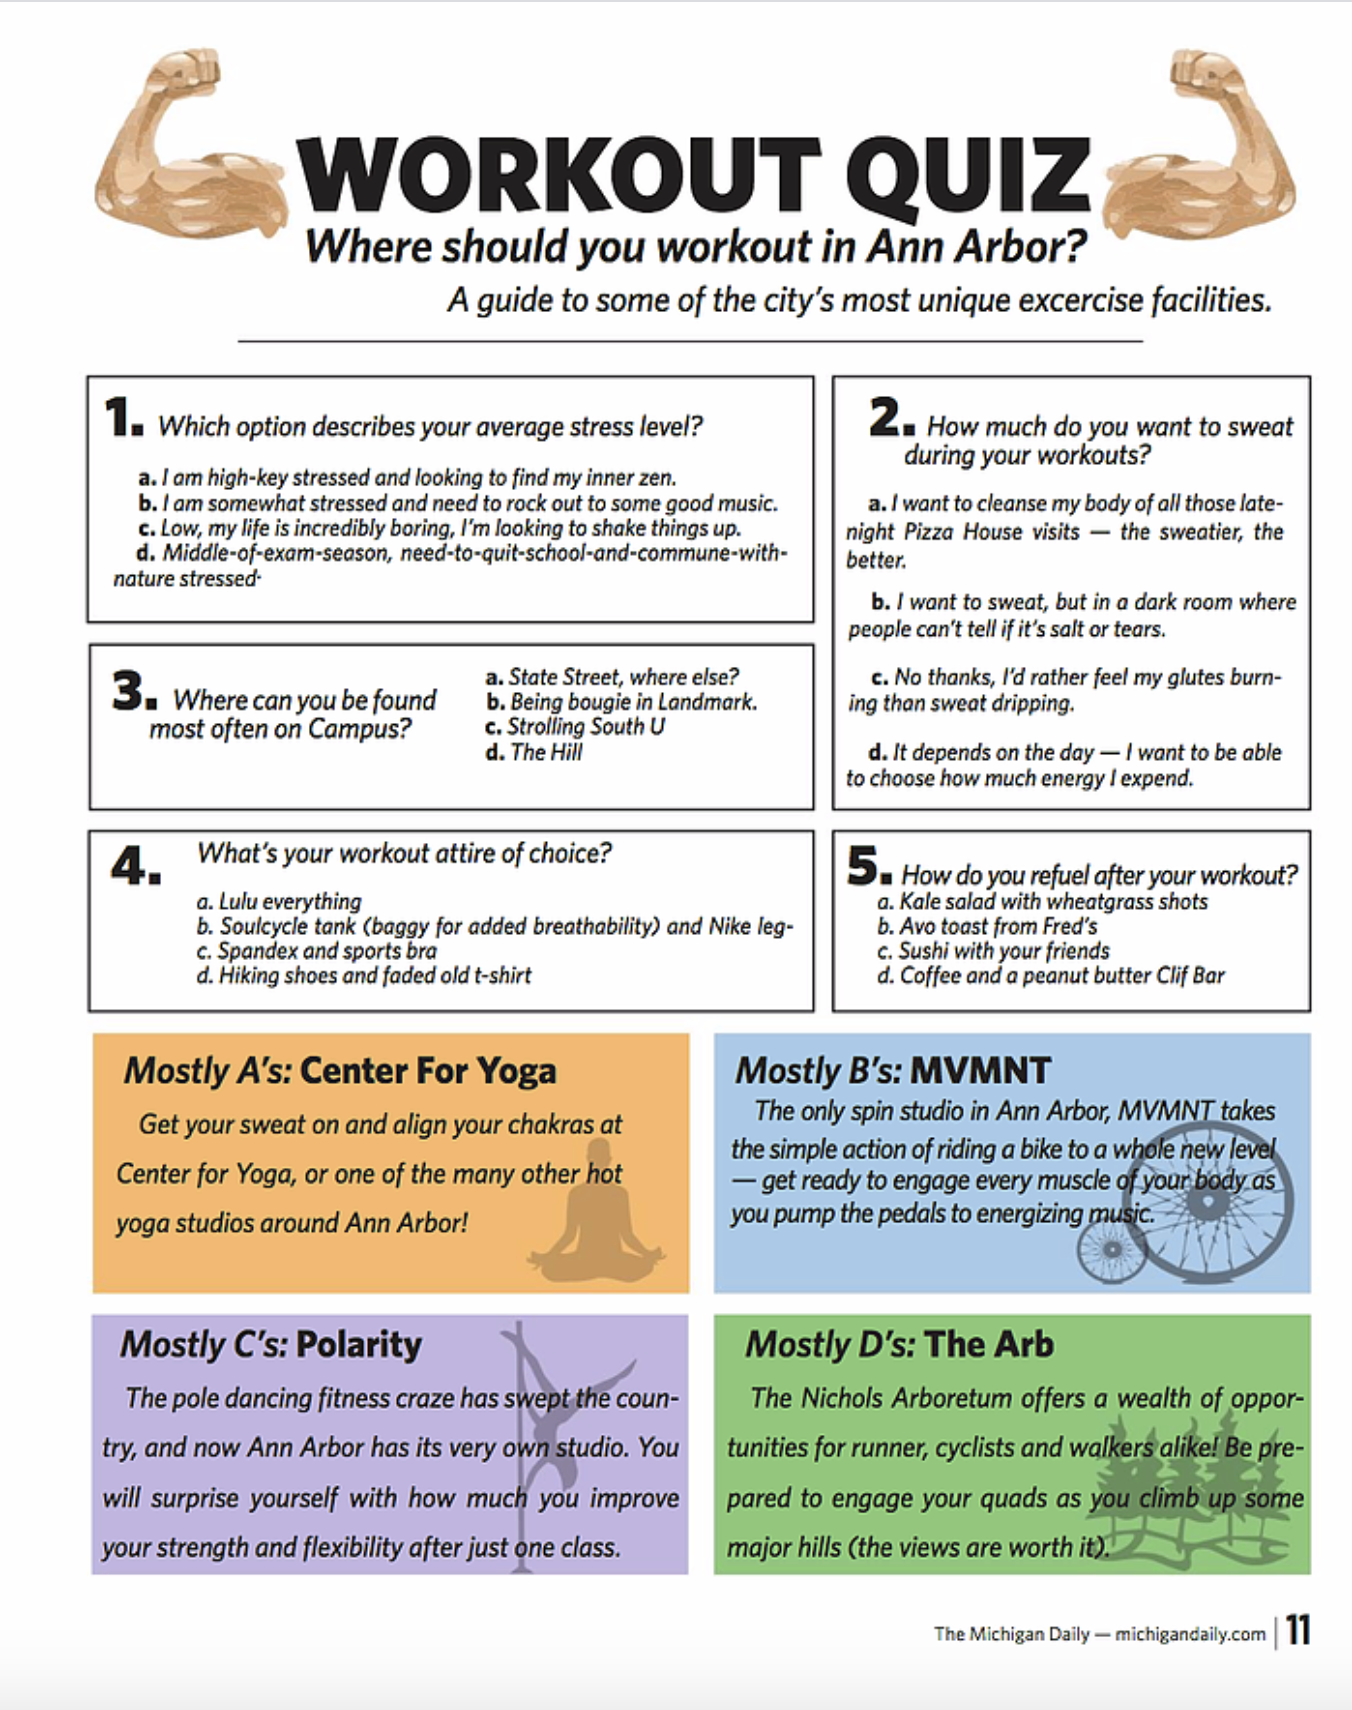 WORKOUT QUIZ
Where should you workout in Ann Arbor?
A guide to some of the city's most unique excercise facilities.
1. Which option describes your average stress level?
a. I am high-key stressed and looking to find my inner zen.
b. I am somewhat stressed and need to rock out to some good music.
c. Low, my life is incredibly boring, I'm looking to shake things up.
d. Middle-of-exam-season, need-to-quit-school-and-commune-with-
nature stressed
2. How much do you want to sweat
during your workouts?
a. I want to cleanse my body of all those late-
night Pizza House visits — the sweatier, the
better.
b. I want to sweat, but in a dark room where
people can't tell if it's salt or tears.
c. No thanks, I'd rather feel my glutes burn-
ing than sweat dripping.
d. It depends on the day — I want to be able
to choose how much energy I expend.
3. Where can you be found
most often on Campus?
a. State Street, where else?
b. Being bougie in Landmark.
c. Strolling South U
d. The Hill
4. What's your workout attire of choice?
a. Lulu everything
b. Soulcycle tank (baggy for added breathability) and Nike leg-
c. Spandex and sports bra
d. Hiking shoes and faded old t-shirt
5. How do you refuel after your workout?
a. Kale salad with wheatgrass shots
b. Avo toast from Fred's
c. Sushi with your friends
d. Coffee and a peanut butter Clif Bar
Mostly A's: Center For Yoga
Get your sweat on and align your chakras at
Center for Yoga, or one of the many other hot
yoga studios around Ann Arbor!
Mostly B's: MVMNT
The only spin studio in Ann Arbor, MVMNT takes
the simple action of riding a bike to a whole new level
— get ready to engage every muscle of your body as
you pump the pedals to energizing music.
Mostly C's: Polarity
The pole dancing fitness craze has swept the coun-
try, and now Ann Arbor has its very own studio. You
will surprise yourself with how much you improve
your strength and flexibility after just one class.
Mostly D's: The Arb
The Nichols Arboretum offers a wealth of oppor-
tunities for runner, cyclists and walkers alike! Be pre-
pared to engage your quads as you climb up some
major hills (the views are worth it).
The Michigan Daily — michigandaily.com | 11